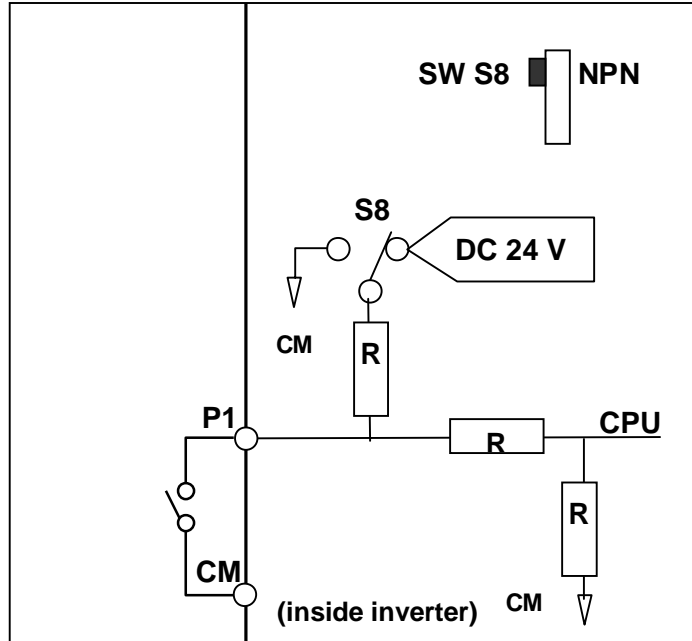 SW S8 NPN
S8
DC 24 V
CM
R
P1
R
CPU
R
CM
(inside inverter)
CM